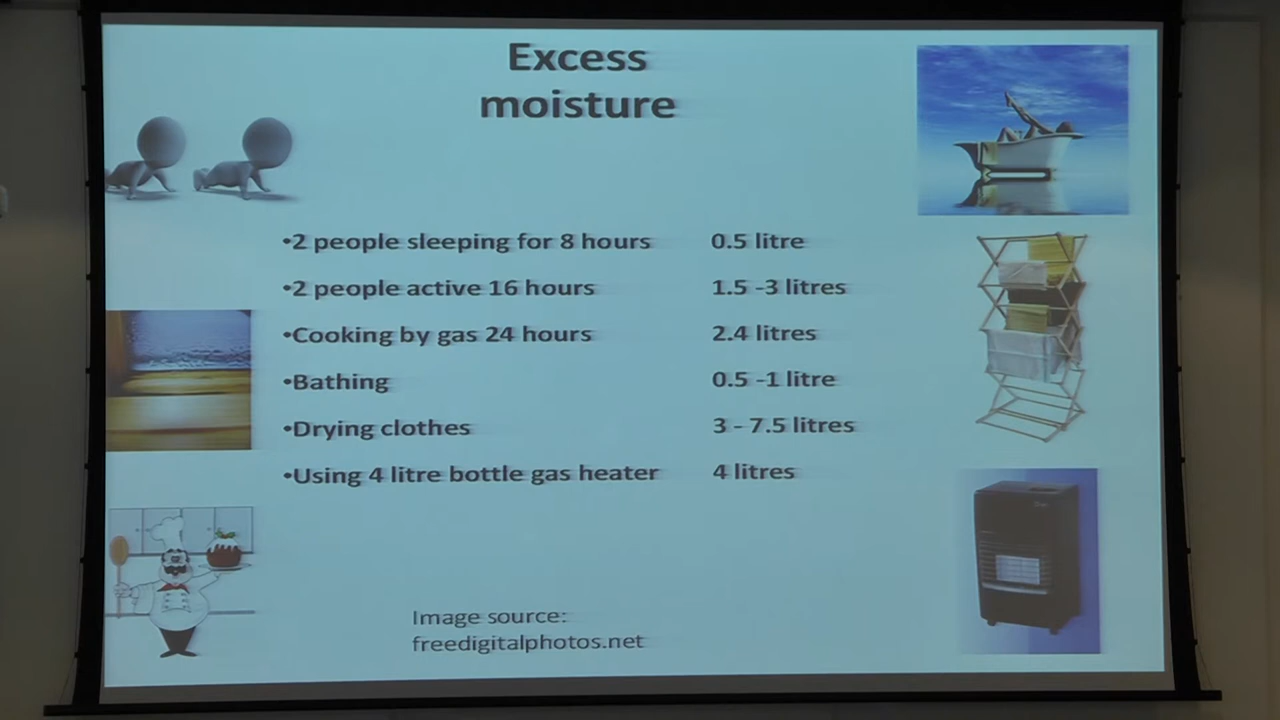 Excess
moisture
•2 people sleeping for 8 hours 0.5 litre
•2 people active 16 hours 1.5 -3 litres
•Cooking by gas 24 hours 2.4 litres
•Bathing 0.5 -1 litre
•Drying clothes 3 - 7.5 litres
•Using 4 litre bottle gas heater 4 litres
Image source:
freedigitalphotos.net